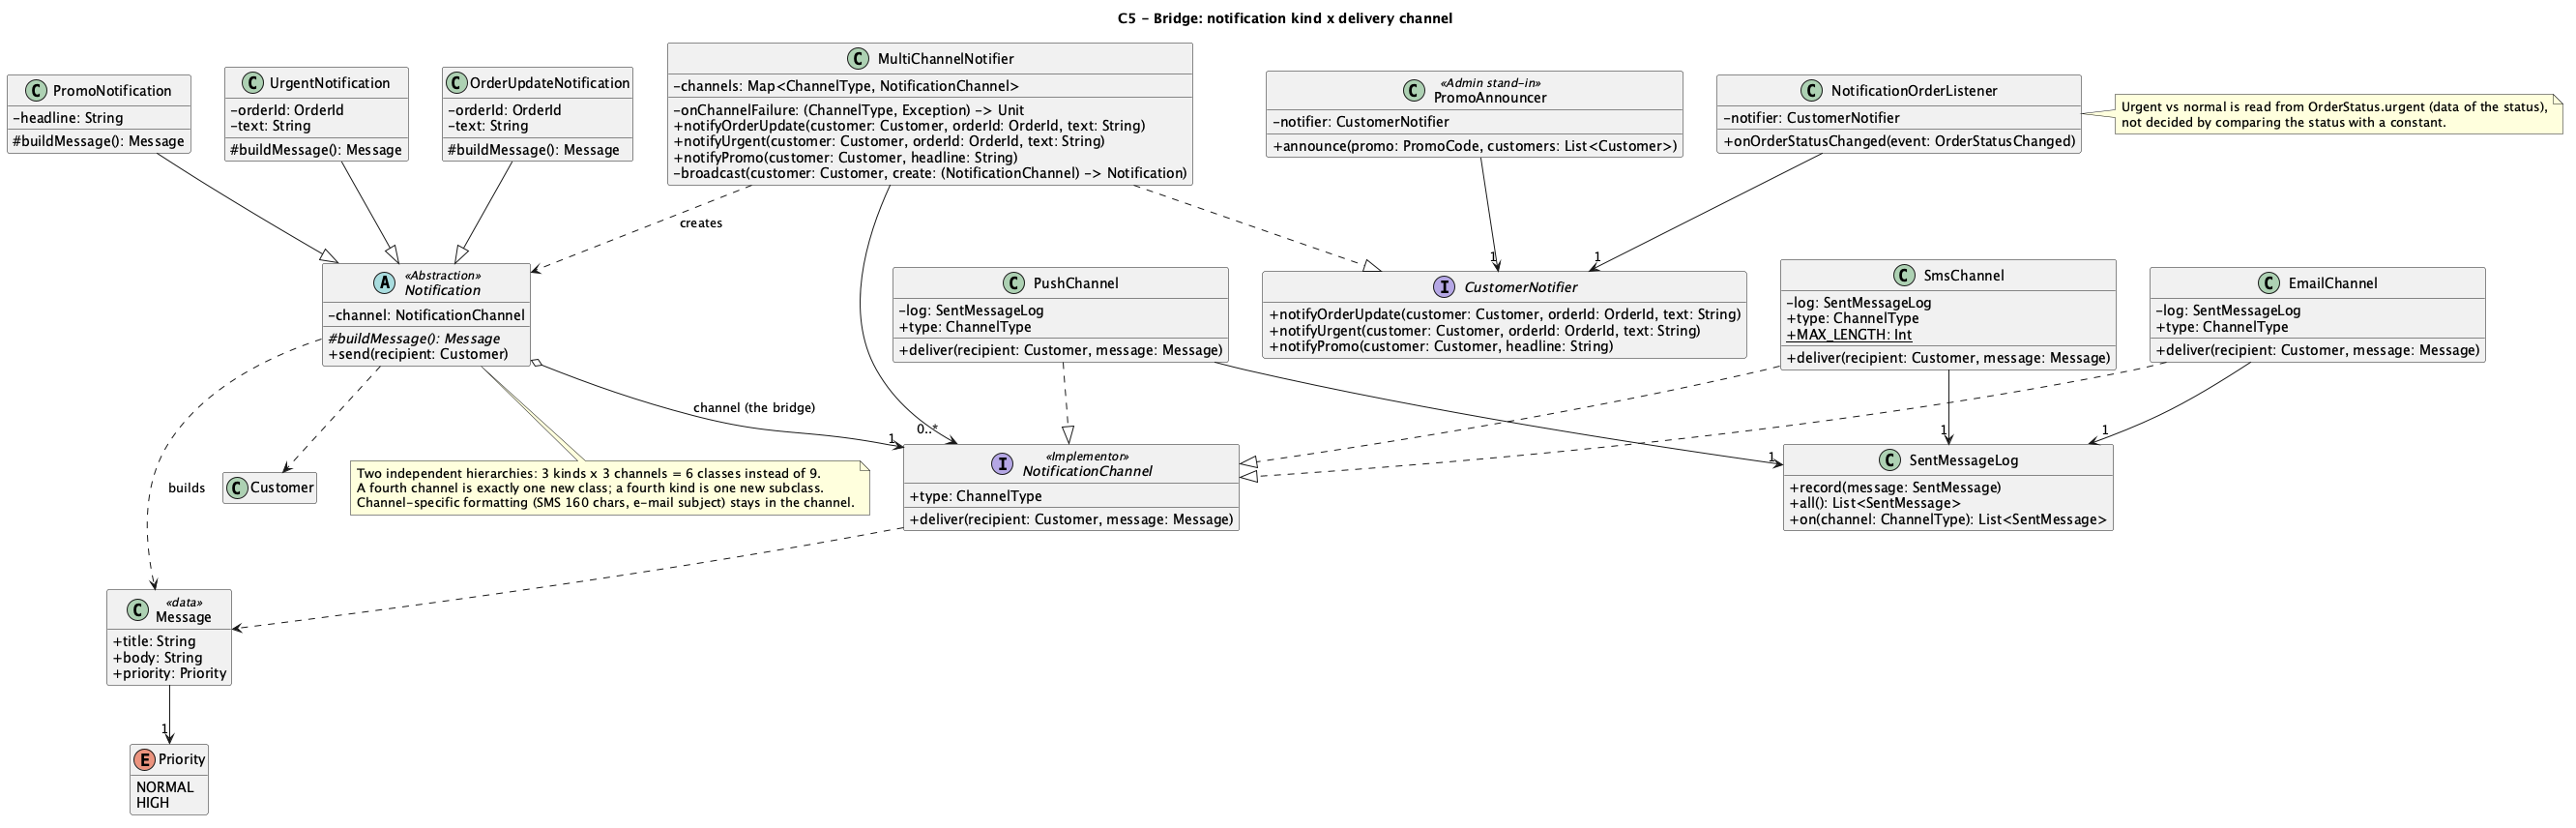 C5 – Bridge: notification kind x delivery channel
C PromoNotification
–headline: String
#buildMessage(): Message
C UrgentNotification
–orderId: OrderId
–text: String
#buildMessage(): Message
C OrderUpdateNotification
–orderId: OrderId
–text: String
#buildMessage(): Message
C MultiChannelNotifier
–channels: Map<ChannelType, NotificationChannel>
–onChannelFailure: (ChannelType, Exception) –> Unit
+notifyOrderUpdate(customer: Customer, orderId: OrderId, text: String)
+notifyUrgent(customer: Customer, orderId: OrderId, text: String)
+notifyPromo(customer: Customer, headline: String)
–broadcast(customer: Customer, create: (NotificationChannel) –> Notification)
C «Admin stand–in»
PromoAnnouncer
–notifier: CustomerNotifier
+announce(promo: PromoCode, customers: List<Customer>)
C NotificationOrderListener
–notifier: CustomerNotifier
+onOrderStatusChanged(event: OrderStatusChanged)
Urgent vs normal is read from OrderStatus.urgent (data of the status),
not decided by comparing the status with a constant.
creates
1
1
A «Abstraction»
Notification
–channel: NotificationChannel
#buildMessage(): Message
+send(recipient: Customer)
C PushChannel
–log: SentMessageLog
+type: ChannelType
+deliver(recipient: Customer, message: Message)
I CustomerNotifier
+notifyOrderUpdate(customer: Customer, orderId: OrderId, text: String)
+notifyUrgent(customer: Customer, orderId: OrderId, text: String)
+notifyPromo(customer: Customer, headline: String)
C SmsChannel
–log: SentMessageLog
+type: ChannelType
+MAX_LENGTH: Int
+deliver(recipient: Customer, message: Message)
C EmailChannel
–log: SentMessageLog
+type: ChannelType
+deliver(recipient: Customer, message: Message)
channel (the bridge)
1
0..*
1
1
1
builds
C Customer
Two independent hierarchies: 3 kinds x 3 channels = 6 classes instead of 9.
A fourth channel is exactly one new class; a fourth kind is one new subclass.
Channel–specific formatting (SMS 160 chars, e–mail subject) stays in the channel.
I «Implementor»
NotificationChannel
+type: ChannelType
+deliver(recipient: Customer, message: Message)
C SentMessageLog
+record(message: SentMessage)
+all(): List<SentMessage>
+on(channel: ChannelType): List<SentMessage>
C «data»
Message
+title: String
+body: String
+priority: Priority
1
E Priority
NORMAL
HIGH